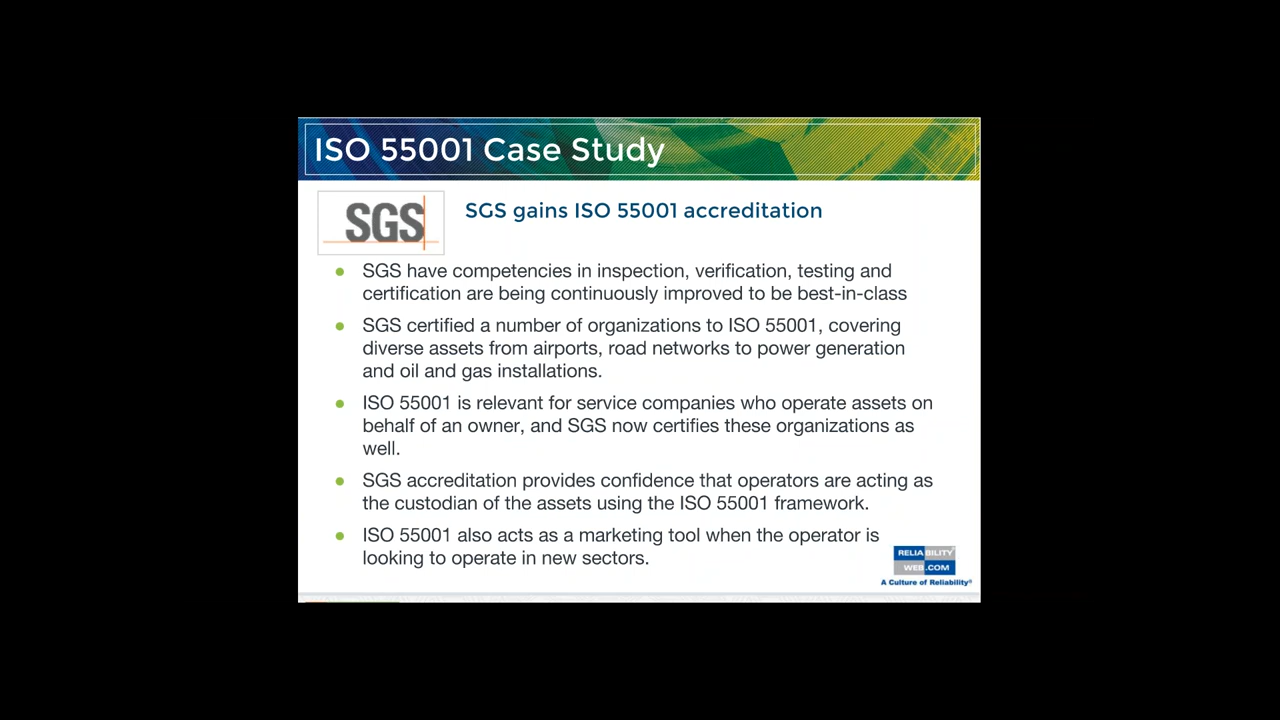 ISO 55001 Case Study
SGS
SGS gains ISO 55001 accreditation
SGS have competencies in inspection, verification, testing and
certification are being continuously improved to be best-in-class
SGS certified a number of organizations to ISO 55001, covering
diverse assets from airports, road networks to power generation
and oil and gas installations.
ISO 55001 is relevant for service companies who operate assets on
behalf of an owner, and SGS now certifies these organizations as
well.
SGS accreditation provides confidence that operators are acting as
the custodian of the assets using the ISO 55001 framework.
ISO 55001 also acts as a marketing tool when the operator is
looking to operate in new sectors.
RELIABILITY®
WEB.COM
A Culture of Reliability®